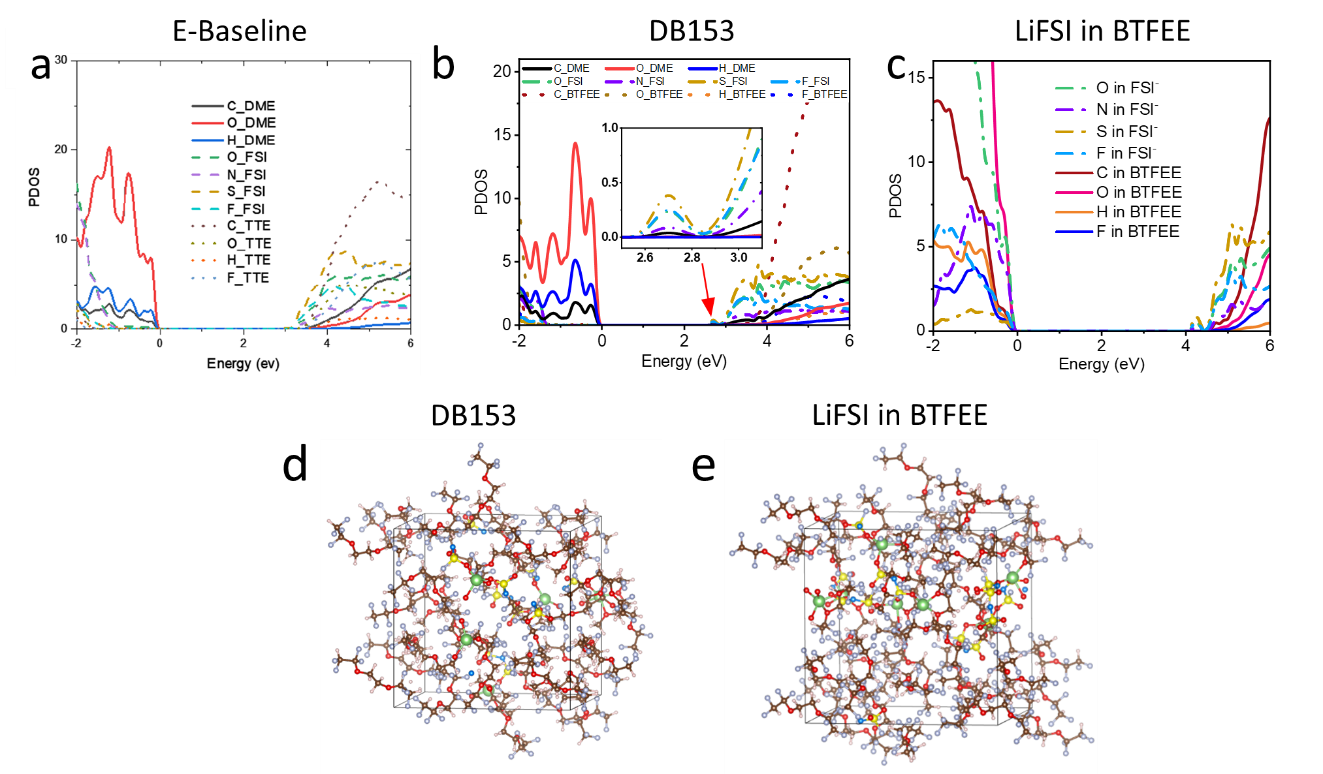 E-Baseline
DB153
LiFSI in BTFEE
a
b
c
30
20
10
0
-2
0
2
4
6
PDOS
Energy (ev)
C_DME
O_DME
H_DME
O_FSI
N_FSI
S_FSI
F_FSI
C_TTE
O_TTE
H_TTE
F_TTE
20
15
10
5
0
-2
0
2
4
6
PDOS
Energy (eV)
C_DME O_DME H_DME
O_FSI N_FSI S_FSI F_FSI
C_BTFEE O_BTFEE H_BTFEE F_BTFEE
1.0
0.5
0.0
2.6
2.8
3.0
15
10
5
0
-2
0
2
4
6
PDOS
Energy (eV)
O in FSI⁻
N in FSI⁻
S in FSI⁻
F in FSI⁻
C in BTFEE
O in BTFEE
H in BTFEE
F in BTFEE
DB153
LiFSI in BTFEE
d
e